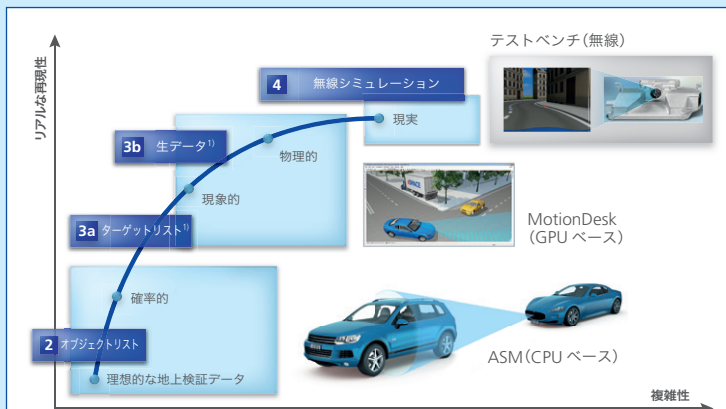 リアルな再現性
テストベンチ（無線）
4 無線シミュレーション
現実
3b 生データ1)
物理的
現象的
3a ターゲットリスト1)
MotionDesk
（GPU ベース）
確率的
2 オブジェクトリスト
理想的な地上検証データ
ASM（CPU ベース）
複雑性